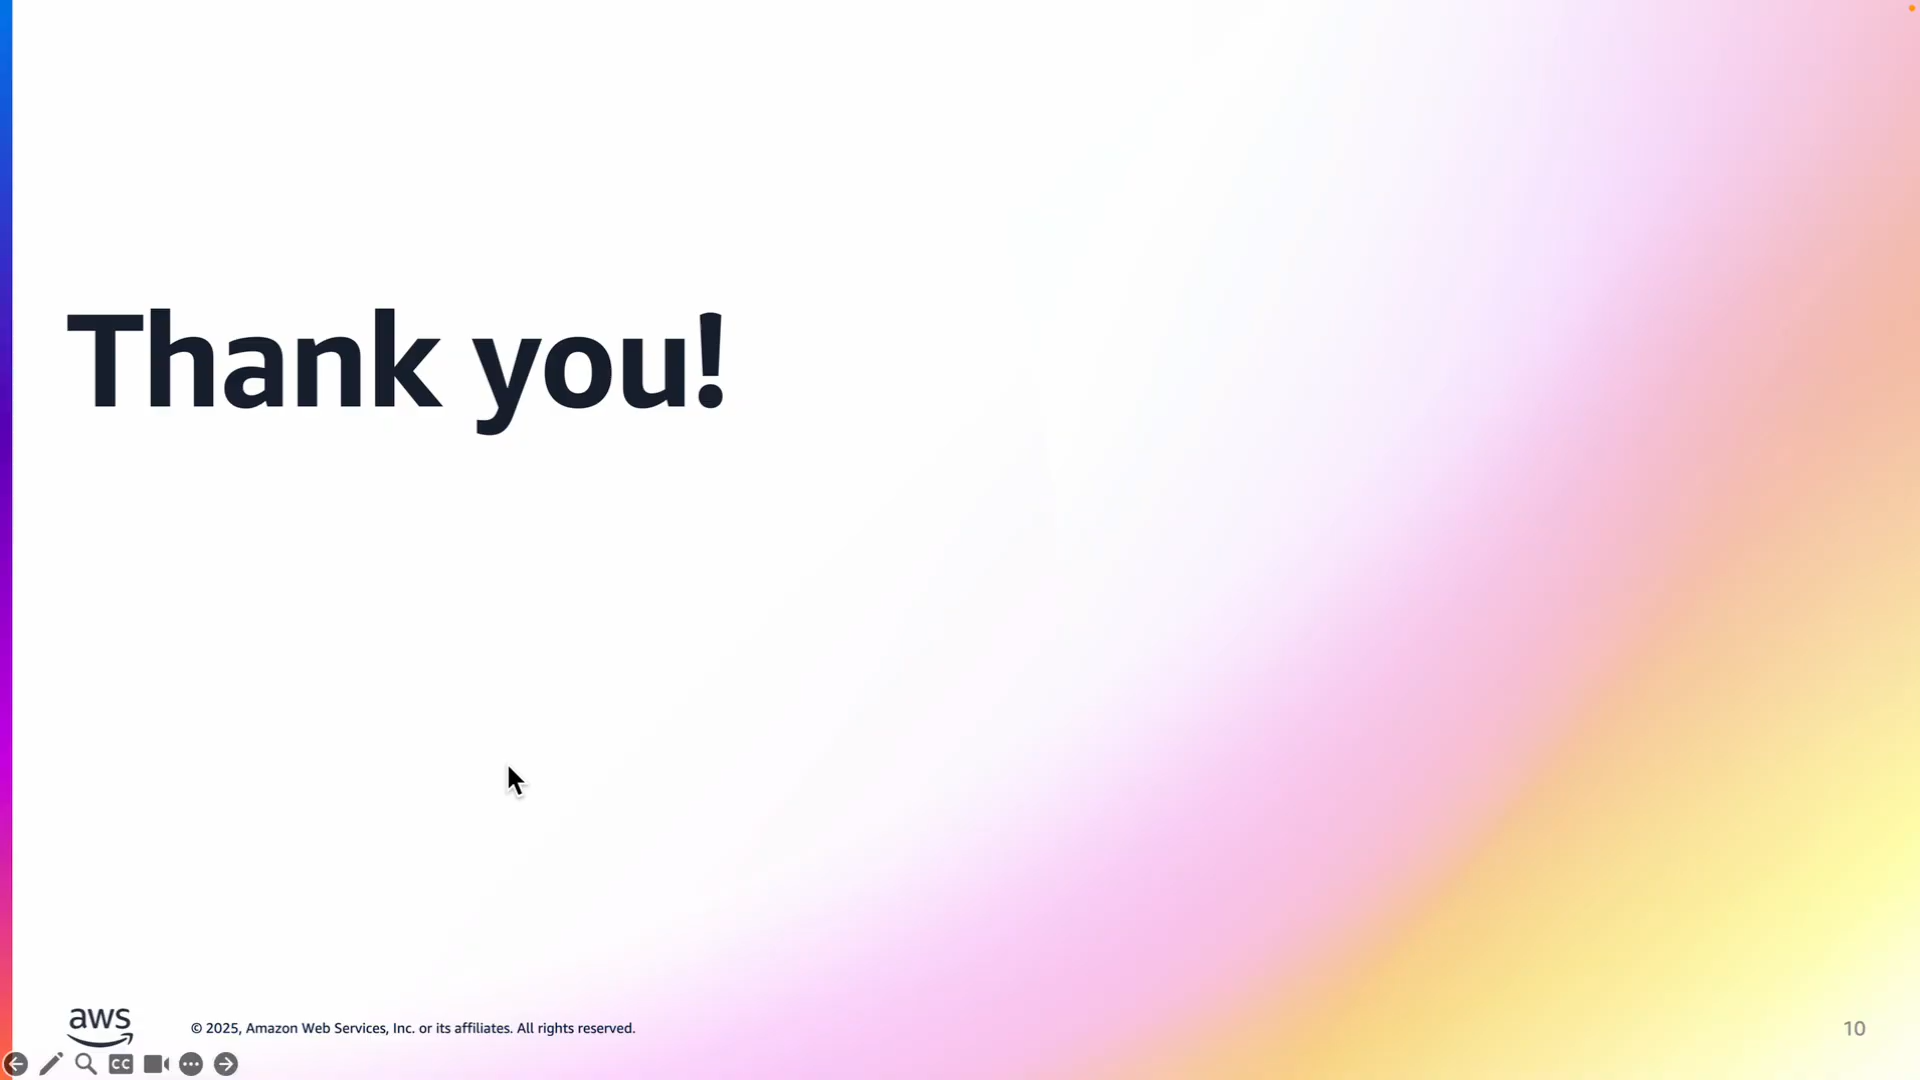 Thank you!
aws
© 2025, Amazon Web Services, Inc. or its affiliates. All rights reserved.
10
CC